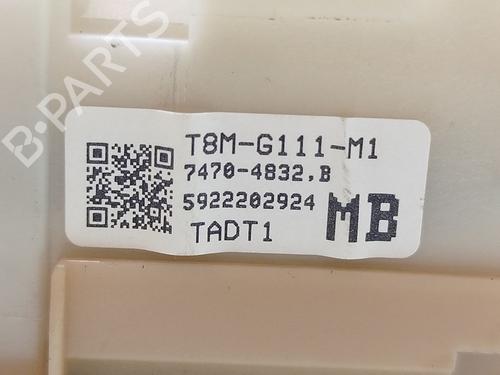 B-PARTS
T8M-G111-M1
7470-4832,B
5922202924
TADT1
MB